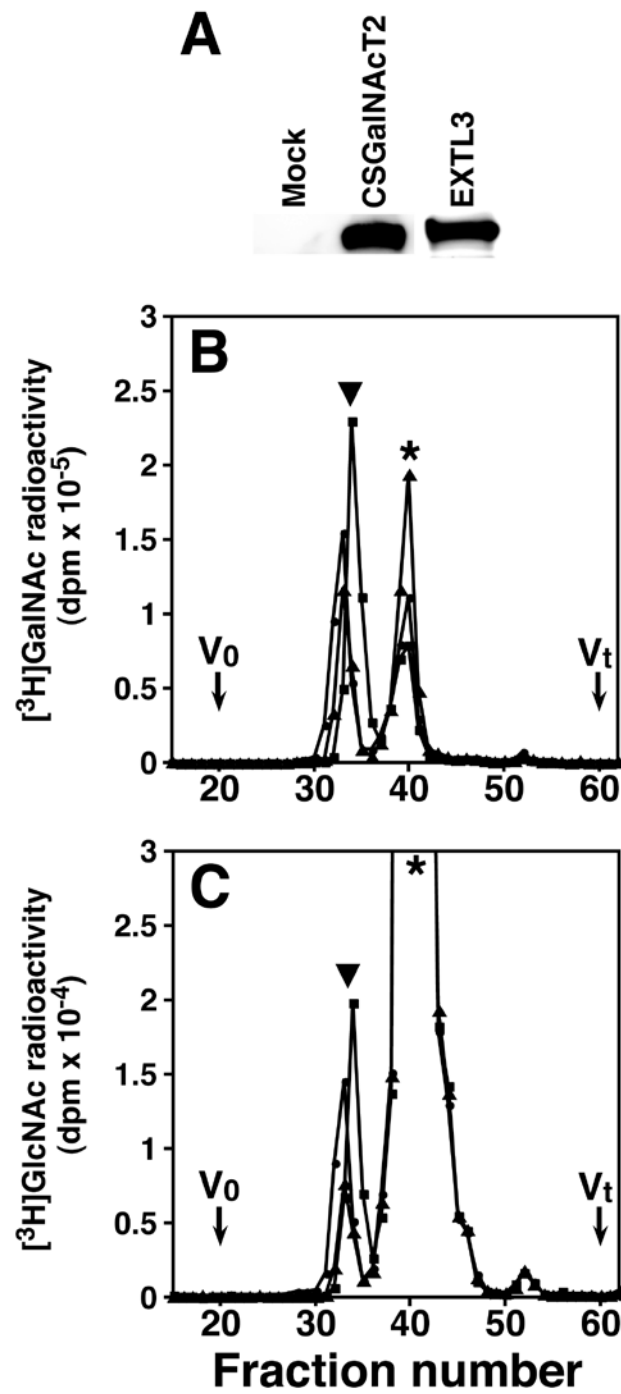 A
Mock
CSGalNAcT2
EXTL3
B
[³H]GalNAc radioactivity
(dpm x 10⁻⁵)
3
2.5
2
1.5
1
0.5
0
*
V₀
Vₜ
20
30
40
50
60
C
[³H]GlcNAc radioactivity
(dpm x 10⁻⁴)
3
2.5
2
1.5
1
0.5
0
*
V₀
Vₜ
20
30
40
50
60
Fraction number